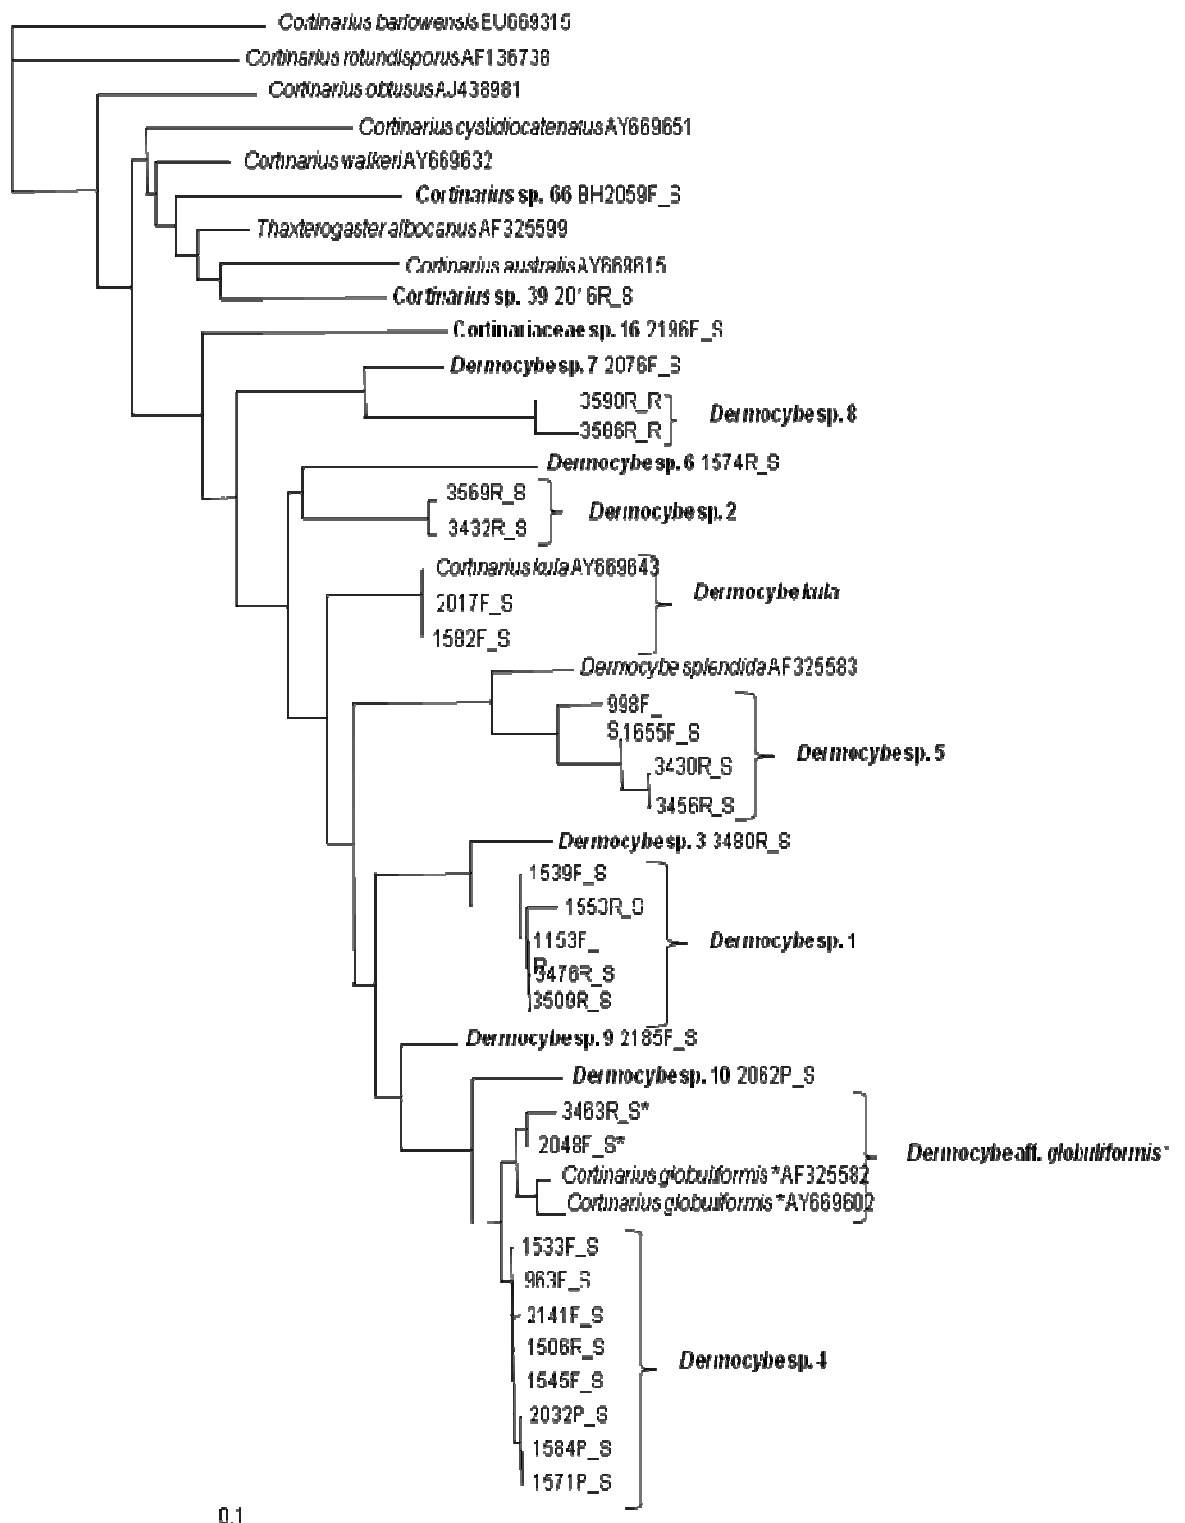 Cortinarius barlowensis EU669315
Cortinarius rotundisporus AF136738
Cortinarius obtusus AJ438981
Cortinarius cystidiocatenatus AY669651
Cortinarius walkeri AY669632
Cortinarius sp. 66 BH2059F_S
Thaxterogaster albocanus AF325599
Cortinarius australis AY669615
Cortinarius sp. 39 2016R_S
Cortinariaceae sp. 16 2196F_S
Dermocybe sp. 7 2076F_S
3590R_R
Dermocybe sp. 8
3586R_R
Dermocybe sp. 6 1574R_S
3569R_S
Dermocybe sp. 2
3432R_S
Cortinarius kula AY669643
Dermocybe kula
2017F_S
1582F_S
Dermocybe splendida AF325583
998F_
S
1655F_S
Dermocybe sp. 5
3430R_S
3456R_S
Dermocybe sp. 3 3480R_S
1539F_S
1553R_O
1153F_
R
Dermocybe sp. 1
3476R_S
3509R_S
Dermocybe sp. 9 2185F_S
Dermocybe sp. 10 2062P_S
3463R_S*
2048F_S*
Dermocybe aff. globuliformis*
Cortinarius globuliformis *AF325582
Cortinarius globuliformis *AY669602
1533F_S
963F_S
2141F_S
1506R_S
Dermocybe sp. 4
1545F_S
2032P_S
1584P_S
1571P_S
0.1